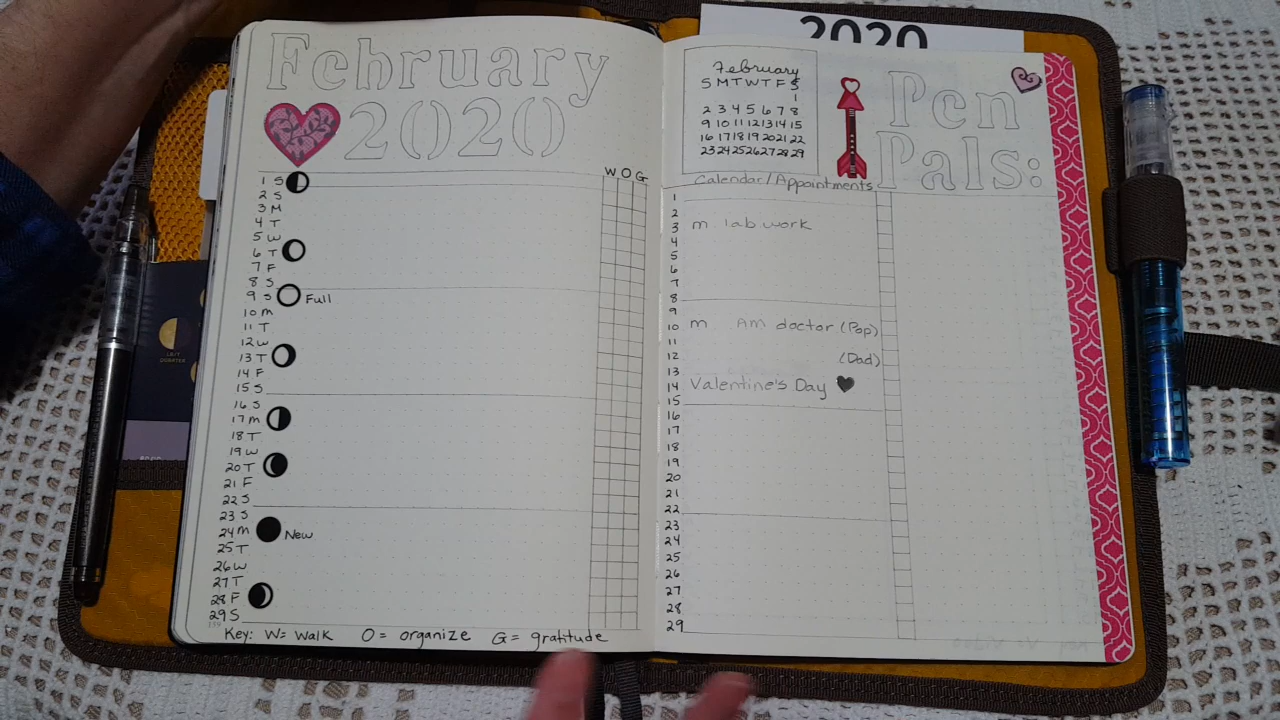 February
2020
W O G
1 S
2 S
3 M
4 T
5 W
6 T
7 F
8 S
9 S Full
10 M
11 T
12 W
13 T
14 F
15 S
16 S
17 M
18 T
19 W
20 T
21 F
22 S
23 S
24 M New
25 T
26 W
27 T
28 F
29 S
Key: W= Walk O= organize G= gratitude
2020
February
S M T W T F S
1
2 3 4 5 6 7 8
9 10 11 12 13 14 15
16 17 18 19 20 21 22
23 24 25 26 27 28 29
Pen
Pals:
Calendar/Appointments
1
2
3 m lab work
4
5
6
7
8
9
10 m AM doctor (Pop)
11
12 (Dad)
13
14 Valentine's Day ♥
15
16
17
18
19
20
21
22
23
24
25
26
27
28
29